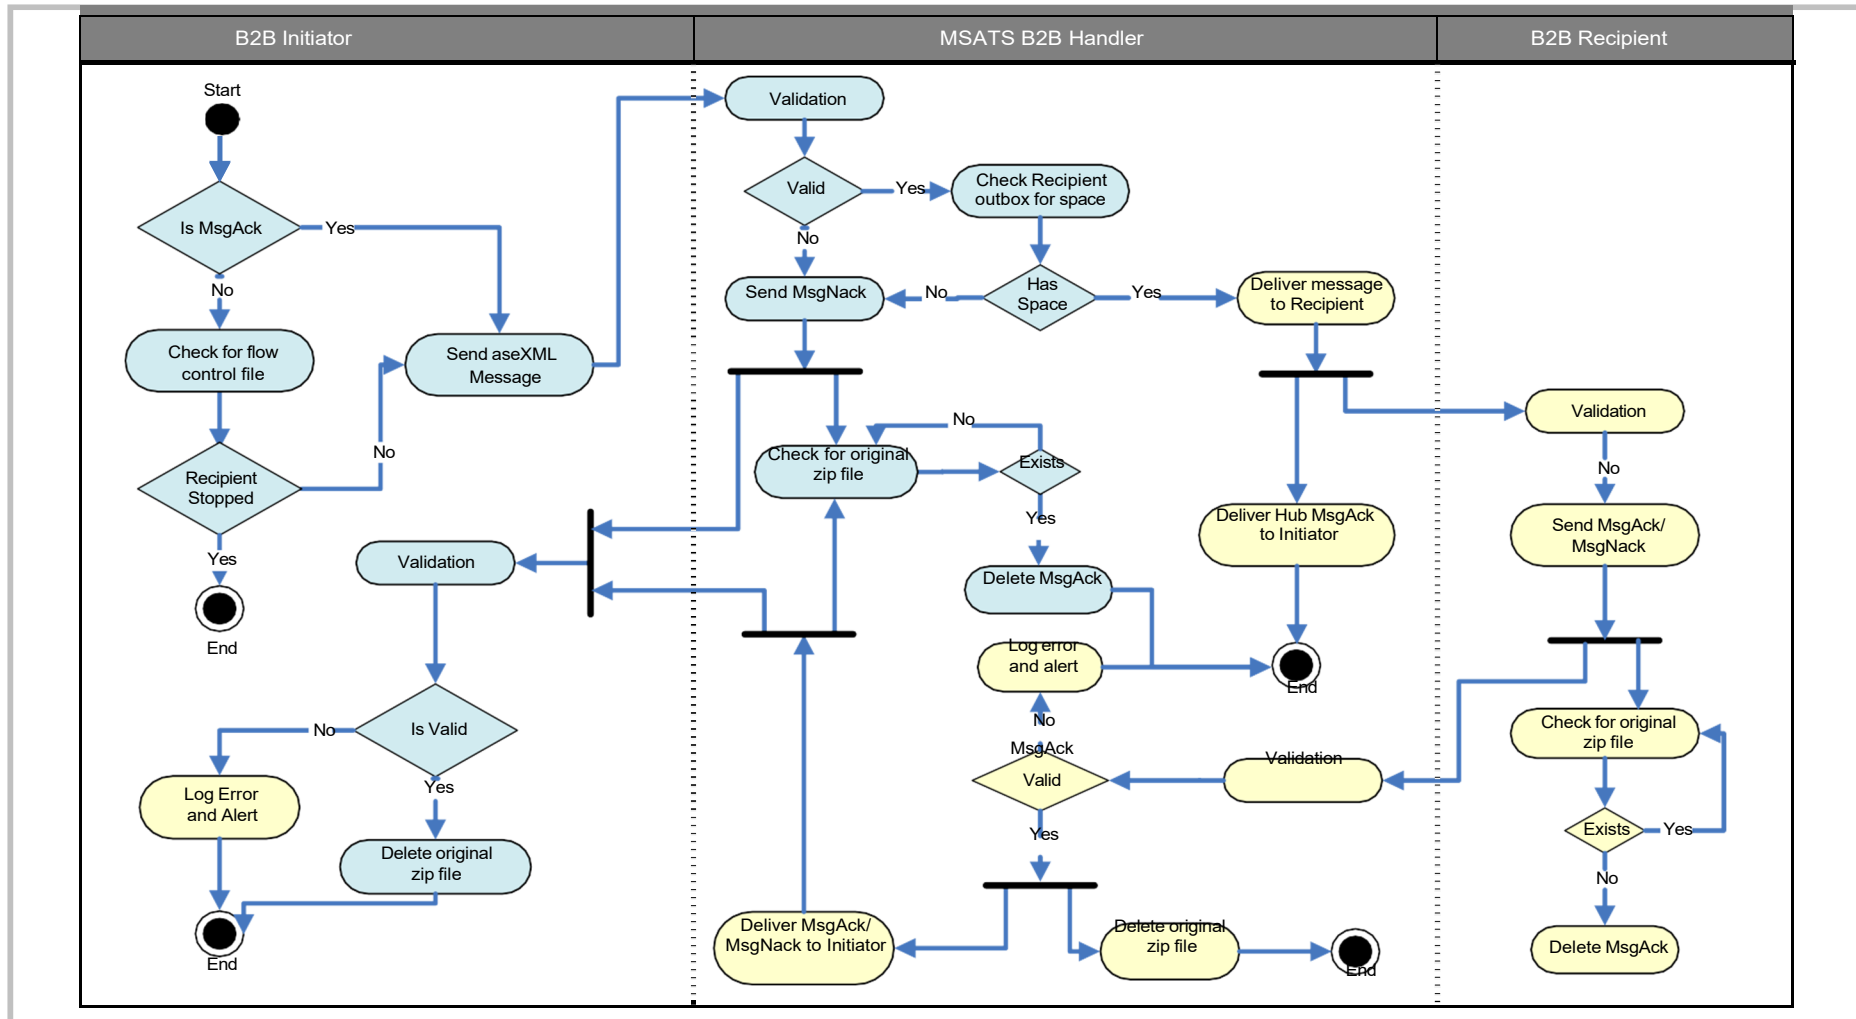 B2B Initiator
MSATS B2B Handler
B2B Recipient
Start
Is MsgAck
Yes
No
Check for flow
control file
Send aseXML
Message
Recipient
Stopped
No
Yes
End
Validation
Is Valid
No
Yes
Log Error
and Alert
Delete original
zip file
End
Validation
Valid
Yes
Check Recipient
outbox for space
No
Send MsgNack
No
Has
Space
Yes
Deliver message
to Recipient
No
Check for original
zip file
Exists
Yes
Delete MsgAck
Deliver Hub MsgAck
to Initiator
Log error
and alert
End
No
MsgAck
Valid
Validation
Yes
Deliver MsgAck/
MsgNack to Initiator
Delete original
zip file
End
Validation
No
Send MsgAck/
MsgNack
Check for original
zip file
Exists
Yes
No
Delete MsgAck